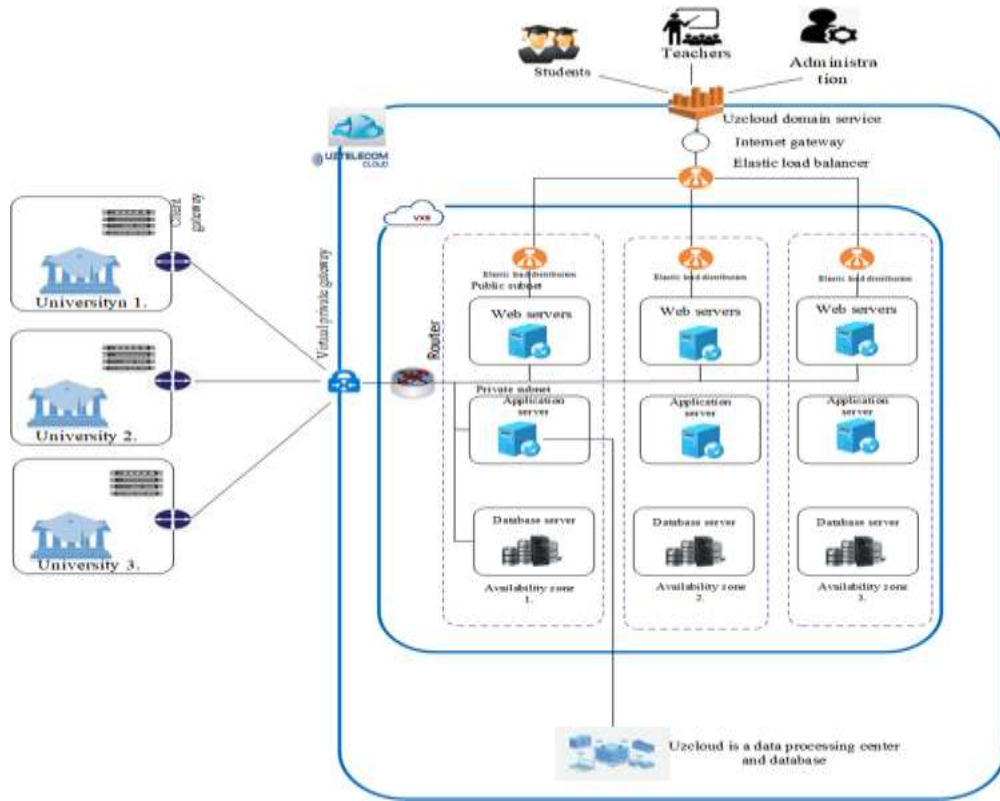 Students
Teachers
Administra
tion
Uzcloud domain service
Internet gateway
Elastic load balancer
UZTELECOM
CLOUD
Client
gateway
Universityn 1.
University 2.
University 3.
Virtual private gateway
Router
Elastic load distribution
Public subnet
Web servers
Private subnet
Application
server
Database server
Availability zone
1.
Elastic load distribution
Web servers
Application
server
Database server
Availability zone
2.
Elastic load distribution
Web servers
Application
server
Database server
Availability zone
3.
Uzcloud is a data processing center
and database